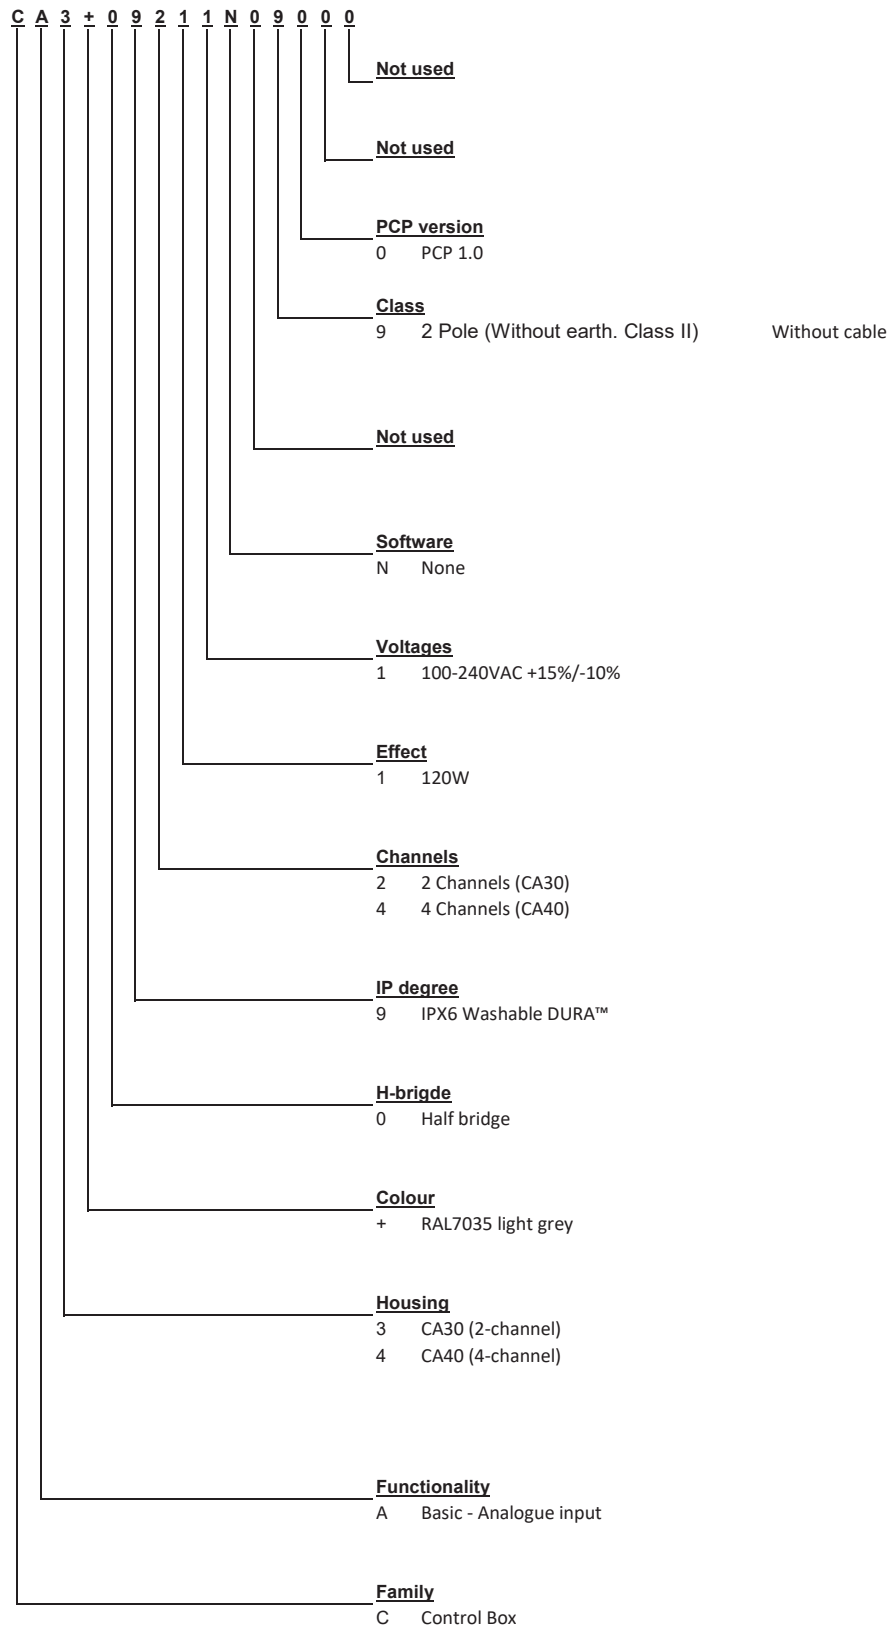 C A 3 + 0 9 2 1 1 N 0 9 0 0 0
Not used
Not used
PCP version
0 PCP 1.0
Class
9 2 Pole (Without earth. Class II) Without cable
Not used
Software
N None
Voltages
1 100-240VAC +15%/-10%
Effect
1 120W
Channels
2 2 Channels (CA30)
4 4 Channels (CA40)
IP degree
9 IPX6 Washable DURA™
H-brigde
0 Half bridge
Colour
+ RAL7035 light grey
Housing
3 CA30 (2-channel)
4 CA40 (4-channel)
Functionality
A Basic - Analogue input
Family
C Control Box